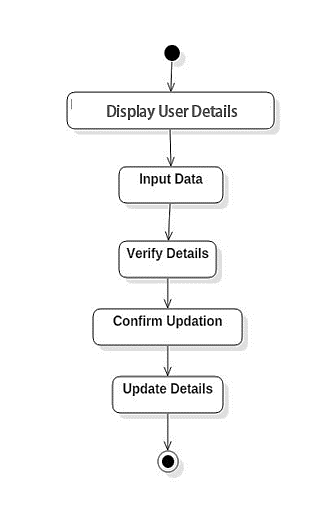 Display User Details
Input Data
Verify Details
Confirm Updation
Update Details